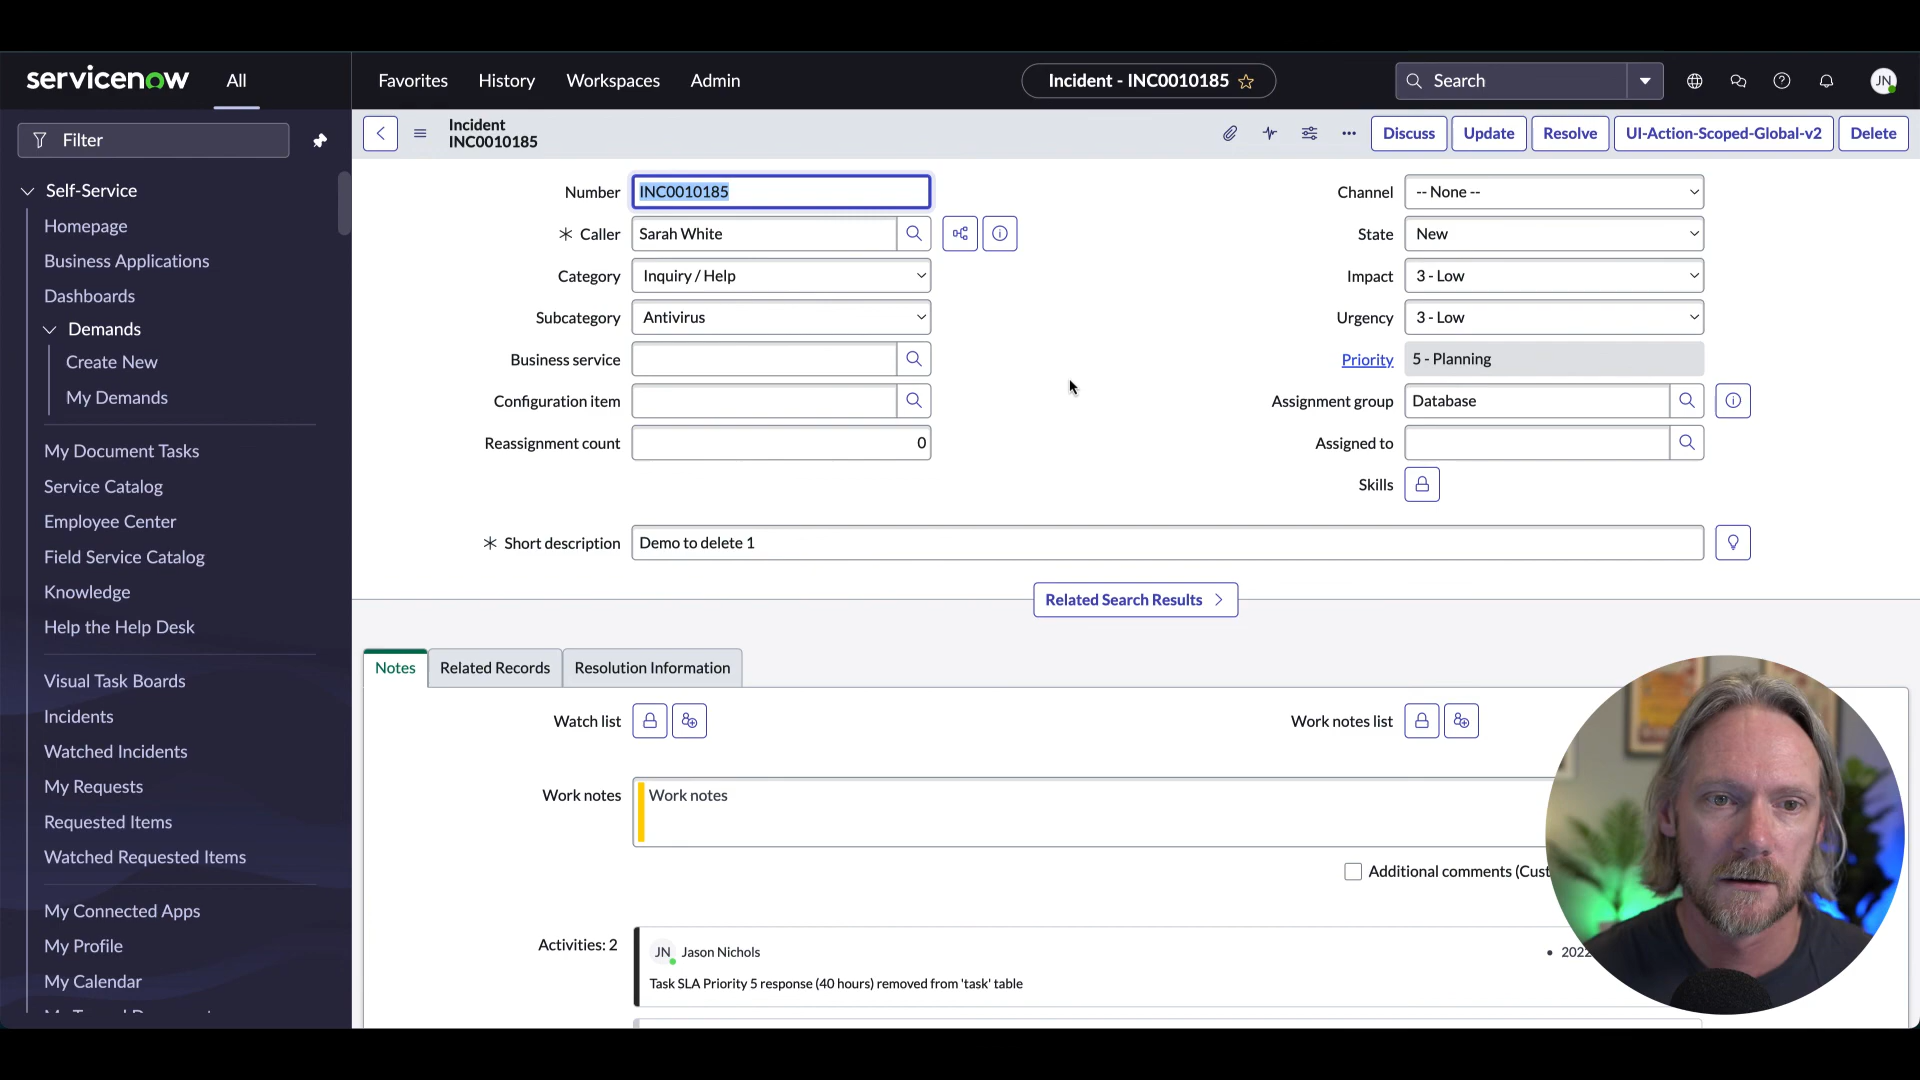 servicenow
All
Favorites
History
Workspaces
Admin
Incident - INC0010185
Search
JN
Filter
Incident
INC0010185
Discuss
Update
Resolve
UI-Action-Scoped-Global-v2
Delete
Self-Service
Homepage
Business Applications
Dashboards
Demands
Create New
My Demands
My Document Tasks
Service Catalog
Employee Center
Field Service Catalog
Knowledge
Help the Help Desk
Visual Task Boards
Incidents
Watched Incidents
My Requests
Requested Items
Watched Requested Items
My Connected Apps
My Profile
My Calendar
Number INC0010185
Caller Sarah White
Category Inquiry / Help
Subcategory Antivirus
Business service
Configuration item
Reassignment count 0
Channel -- None --
State New
Impact 3 - Low
Urgency 3 - Low
Priority 5 - Planning
Assignment group Database
Assigned to
Skills
Short description Demo to delete 1
Related Search Results
Notes
Related Records
Resolution Information
Watch list
Work notes list
Work notes Work notes
Additional comments (Cust
Activities: 2
JN Jason Nichols • 2022
Task SLA Priority 5 response (40 hours) removed from 'task' table